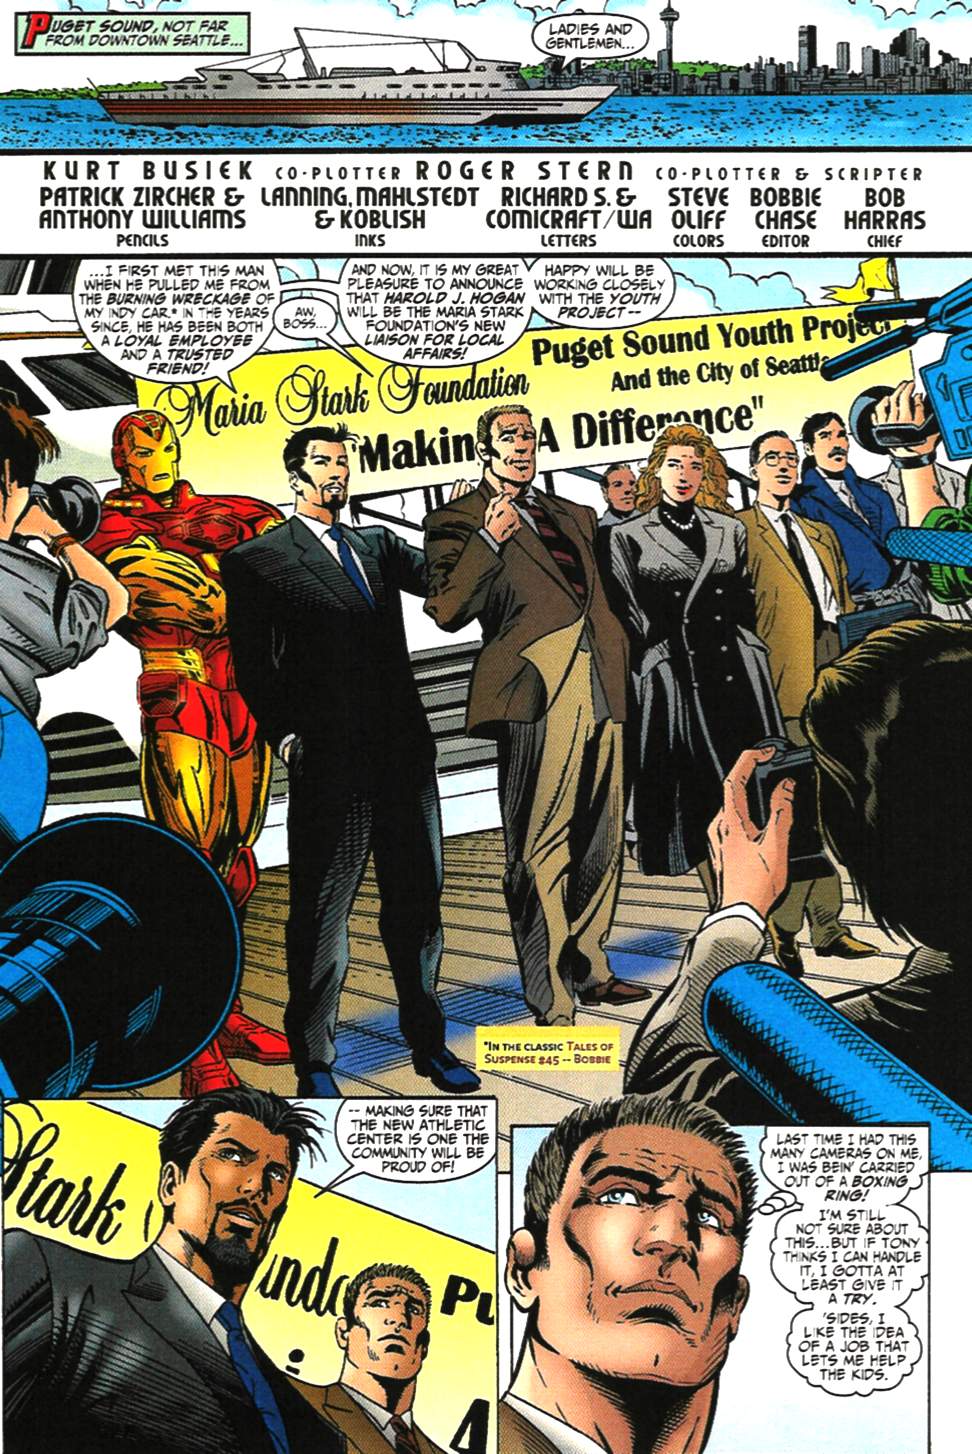 PUGET SOUND, NOT FAR
FROM DOWNTOWN SEATTLE...
LADIES AND
GENTLEMEN...
KURT BUSIEK CO-PLOTTER ROGER STERN CO-PLOTTER & SCRIPTER
PATRICK ZIRCHER &
ANTHONY WILLIAMS
PENCILS
LANNING, MAHLSTEDT
& KOBLISH
INKS
RICHARD S. &
COMICRAFT/WA
LETTERS
STEVE
OLIFF
COLORS
BOBBIE
CHASE
EDITOR
BOB
HARRAS
CHIEF
...I FIRST MET THIS MAN
WHEN HE PULLED ME FROM
THE BURNING WRECKAGE OF
MY INDY CAR.* IN THE YEARS
SINCE, HE HAS BEEN BOTH
A LOYAL EMPLOYEE
AND A TRUSTED
FRIEND!
AW,
BOSS...
AND NOW, IT IS MY GREAT
PLEASURE TO ANNOUNCE
THAT HAROLD J. HOGAN
WILL BE THE MARIA STARK
FOUNDATION'S NEW
LIAISON FOR LOCAL
AFFAIRS!
HAPPY WILL BE
WORKING CLOSELY
WITH THE YOUTH
PROJECT --
Maria Stark Foundation
Puget Sound Youth Project
And the City of Seattle
"Making A Difference"
*IN THE CLASSIC TALES OF
SUSPENSE #45 -- BOBBIE
Stark
-- MAKING SURE THAT
THE NEW ATHLETIC
CENTER IS ONE THE
COMMUNITY WILL BE
PROUD OF!
unda
Pu
A
LAST TIME I HAD THIS
MANY CAMERAS ON ME,
I WAS BEIN' CARRIED
OUT OF A BOXING
RING!
I'M STILL
NOT SURE ABOUT
THIS...BUT IF TONY
THINKS I CAN HANDLE
IT, I GOTTA AT
LEAST GIVE IT
A TRY.
'SIDES, I
LIKE THE IDEA
OF A JOB THAT
LETS ME HELP
THE KIDS.